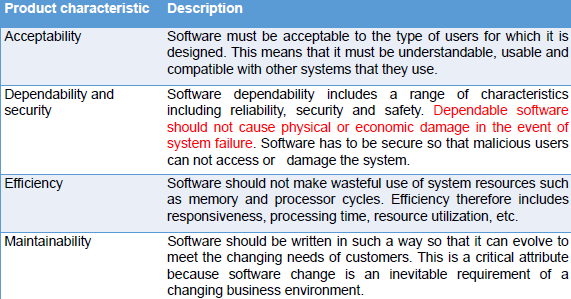 Product characteristic Description
Acceptability Software must be acceptable to the type of users for which it is
designed. This means that it must be understandable, usable and
compatible with other systems that they use.
Dependability and Software dependability includes a range of characteristics
security including reliability, security and safety. Dependable software
should not cause physical or economic damage in the event of
system failure. Software has to be secure so that malicious users
can not access or damage the system.
Efficiency Software should not make wasteful use of system resources such
as memory and processor cycles. Efficiency therefore includes
responsiveness, processing time, resource utilization, etc.
Maintainability Software should be written in such a way so that it can evolve to
meet the changing needs of customers. This is a critical attribute
because software change is an inevitable requirement of a
changing business environment.